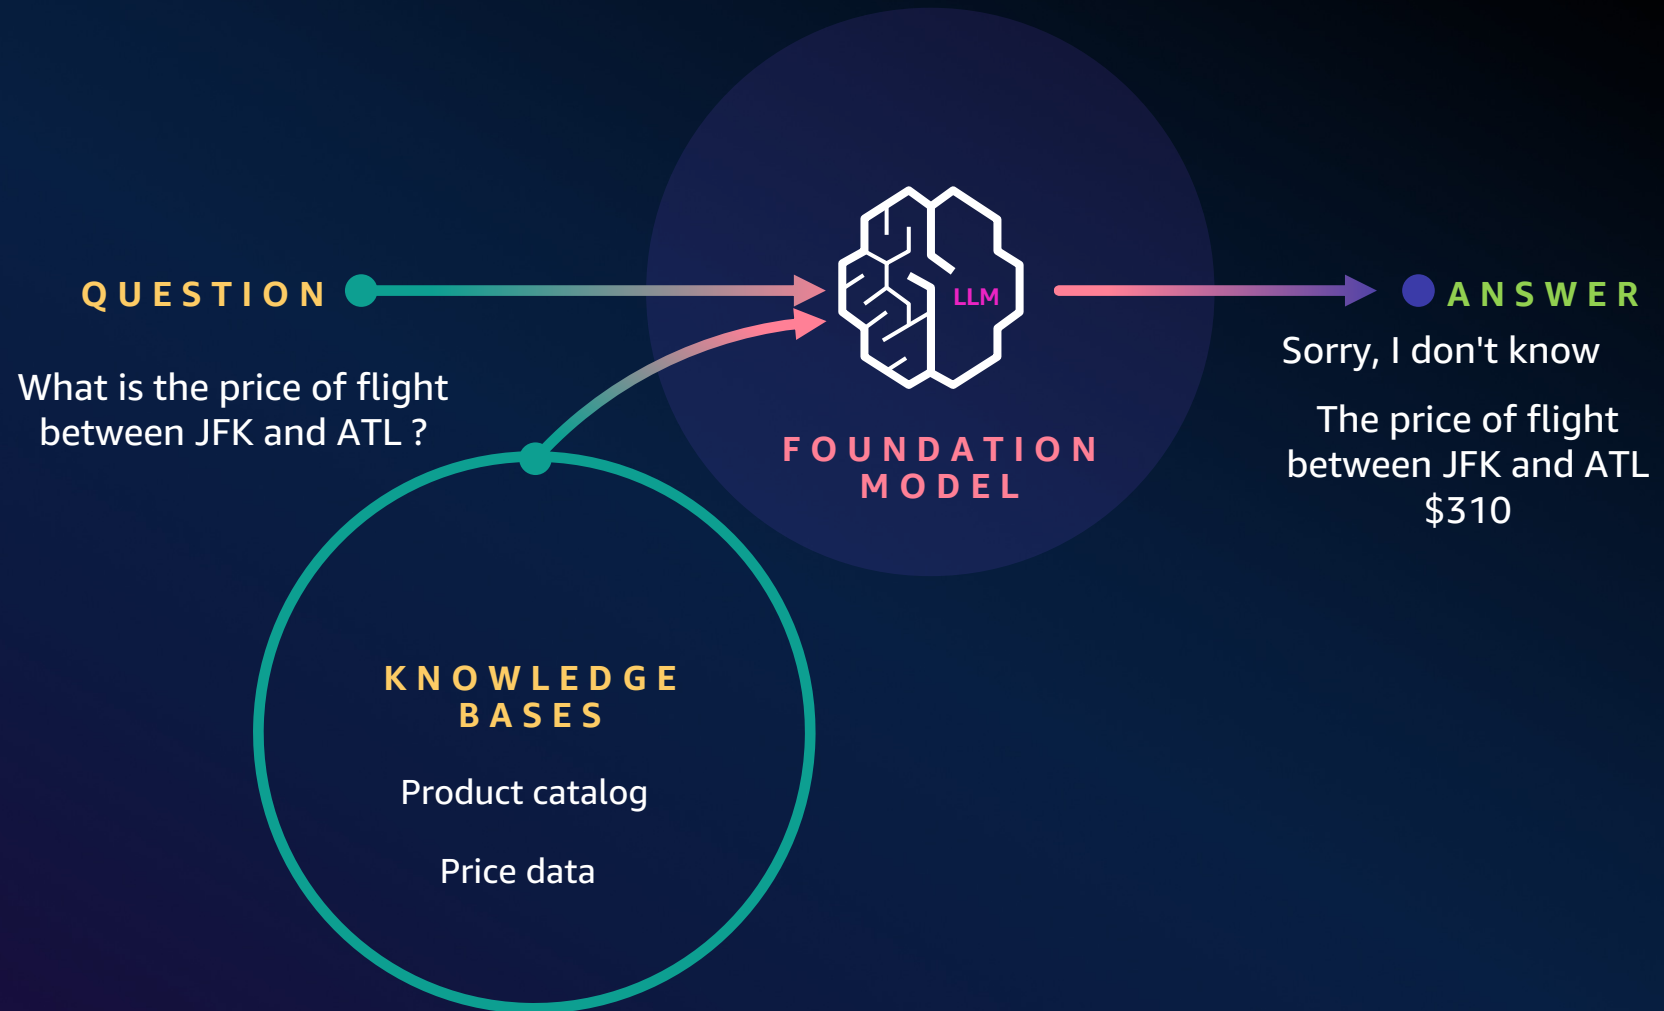 QUESTION
What is the price of flight
between JFK and ATL ?
LLM
FOUNDATION
MODEL
ANSWER
Sorry, I don't know
The price of flight
between JFK and ATL
$310
KNOWLEDGE
BASES
Product catalog
Price data